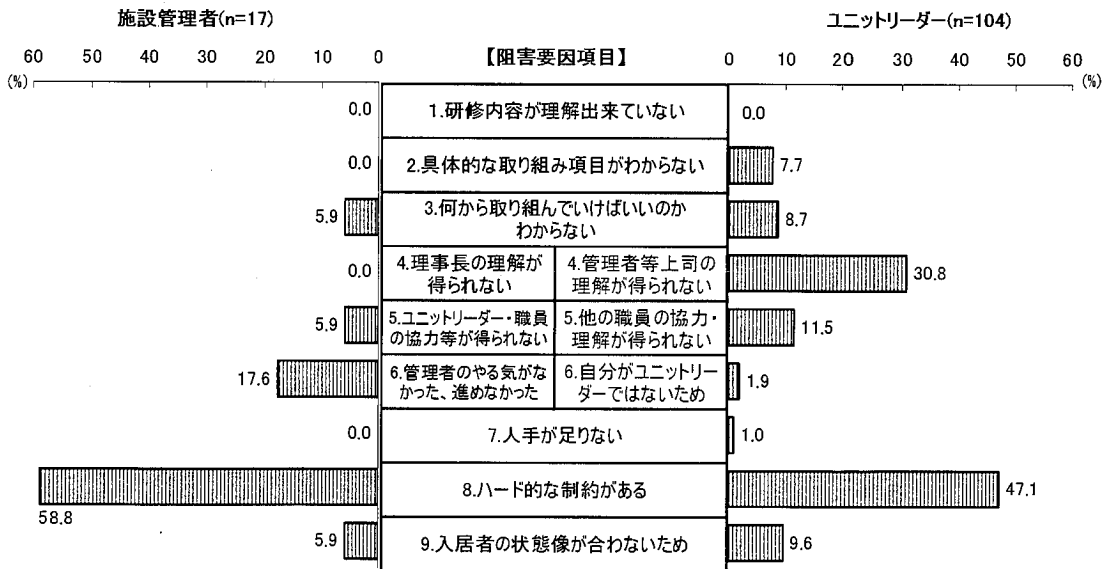 施設管理者(n=17)
ユニットリーダー(n=104)
【阻害要因項目】
60 50 40 30 20 10 0
(%)
0 10 20 30 40 50 60
(%)
0.0
1.研修内容が理解出来ていない
0.0
0.0
2.具体的な取り組み項目がわからない
7.7
5.9
3.何から取り組んでいけばいいのか
わからない
8.7
0.0
4.理事長の理解が
得られない
4.管理者等上司の
理解が得られない
30.8
5.9
5.ユニットリーダー・職員
の協力等が得られない
5.他の職員の協力・
理解が得られない
11.5
17.6
6.管理者のやる気がな
かった、進めなかった
6.自分がユニットリー
ダーではないため
1.9
0.0
7.人手が足りない
1.0
58.8
8.ハード的な制約がある
47.1
5.9
9.入居者の状態像が合わないため
9.6